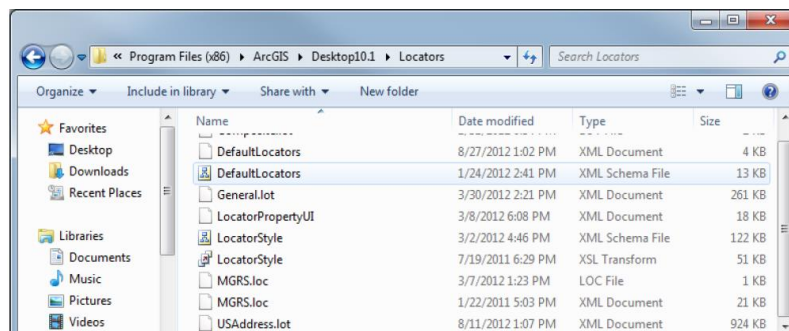 « Program Files (x86) ▸ ArcGIS ▸ Desktop10.1 ▸ Locators
Search Locators
Organize Include in library Share with New folder
Name Date modified Type Size
DefaultLocators 8/27/2012 1:02 PM XML Document 4 KB
DefaultLocators 1/24/2012 2:41 PM XML Schema File 13 KB
General.lot 3/30/2012 2:21 PM XML Document 261 KB
LocatorPropertyUI 3/8/2012 6:08 PM XML Document 18 KB
LocatorStyle 3/2/2012 4:46 PM XML Schema File 122 KB
LocatorStyle 7/19/2011 6:29 PM XSL Transform 51 KB
MGRS.loc 3/7/2012 1:23 PM LOC File 1 KB
MGRS.loc 1/22/2011 5:03 PM XML Document 21 KB
USAddress.lot 8/11/2012 1:07 PM XML Document 924 KB
Favorites
Desktop
Downloads
Recent Places
Libraries
Documents
Music
Pictures
Videos